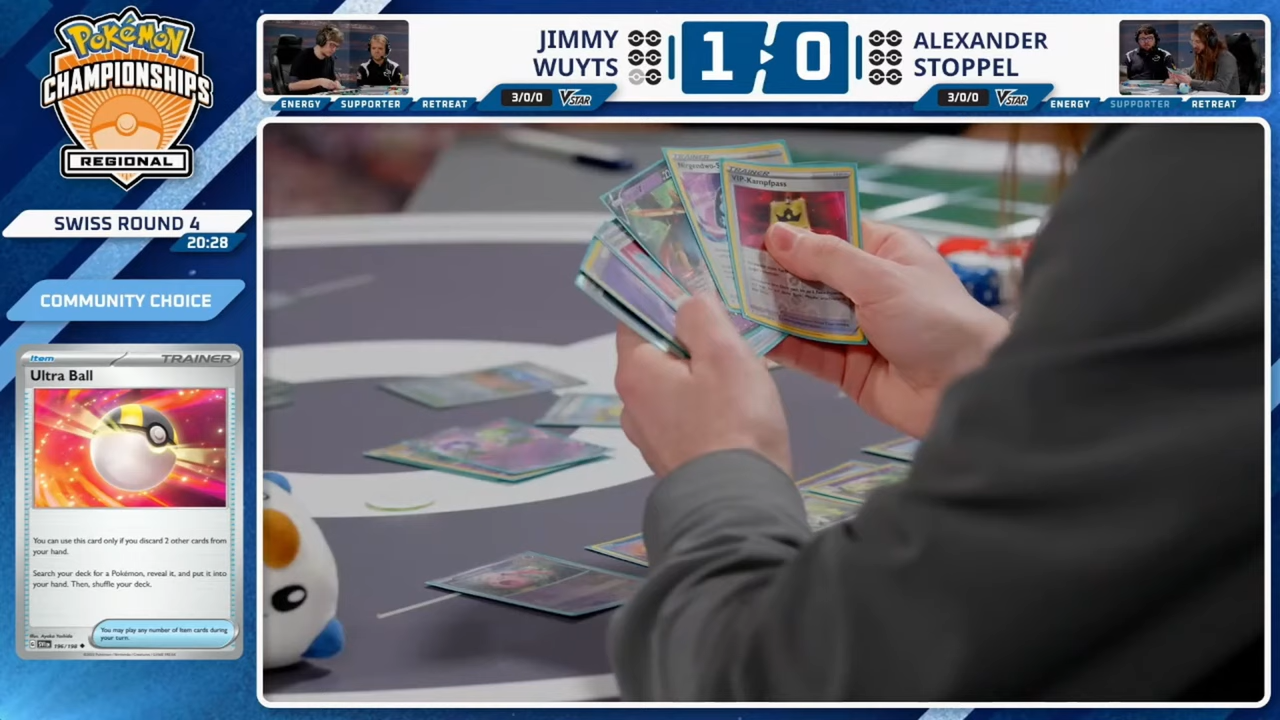 Pokémon
CHAMPIONSHIPS
REGIONAL
SWISS ROUND 4
20:28
COMMUNITY CHOICE
Item
TRAINER
Ultra Ball
You can use this card only if you discard 2 other cards from
your hand.
Search your deck for a Pokémon, reveal it, and put it into
your hand. Then, shuffle your deck.
You may play any number of Item cards during
your turn.
196/198
JIMMY
WUYTS
1
0
ALEXANDER
STOPPEL
ENERGY
SUPPORTER
RETREAT
3/0/0
VSTAR
3/0/0
VSTAR
ENERGY
SUPPORTER
RETREAT
TRAINER
TRAINER
VIP-Kampfpass